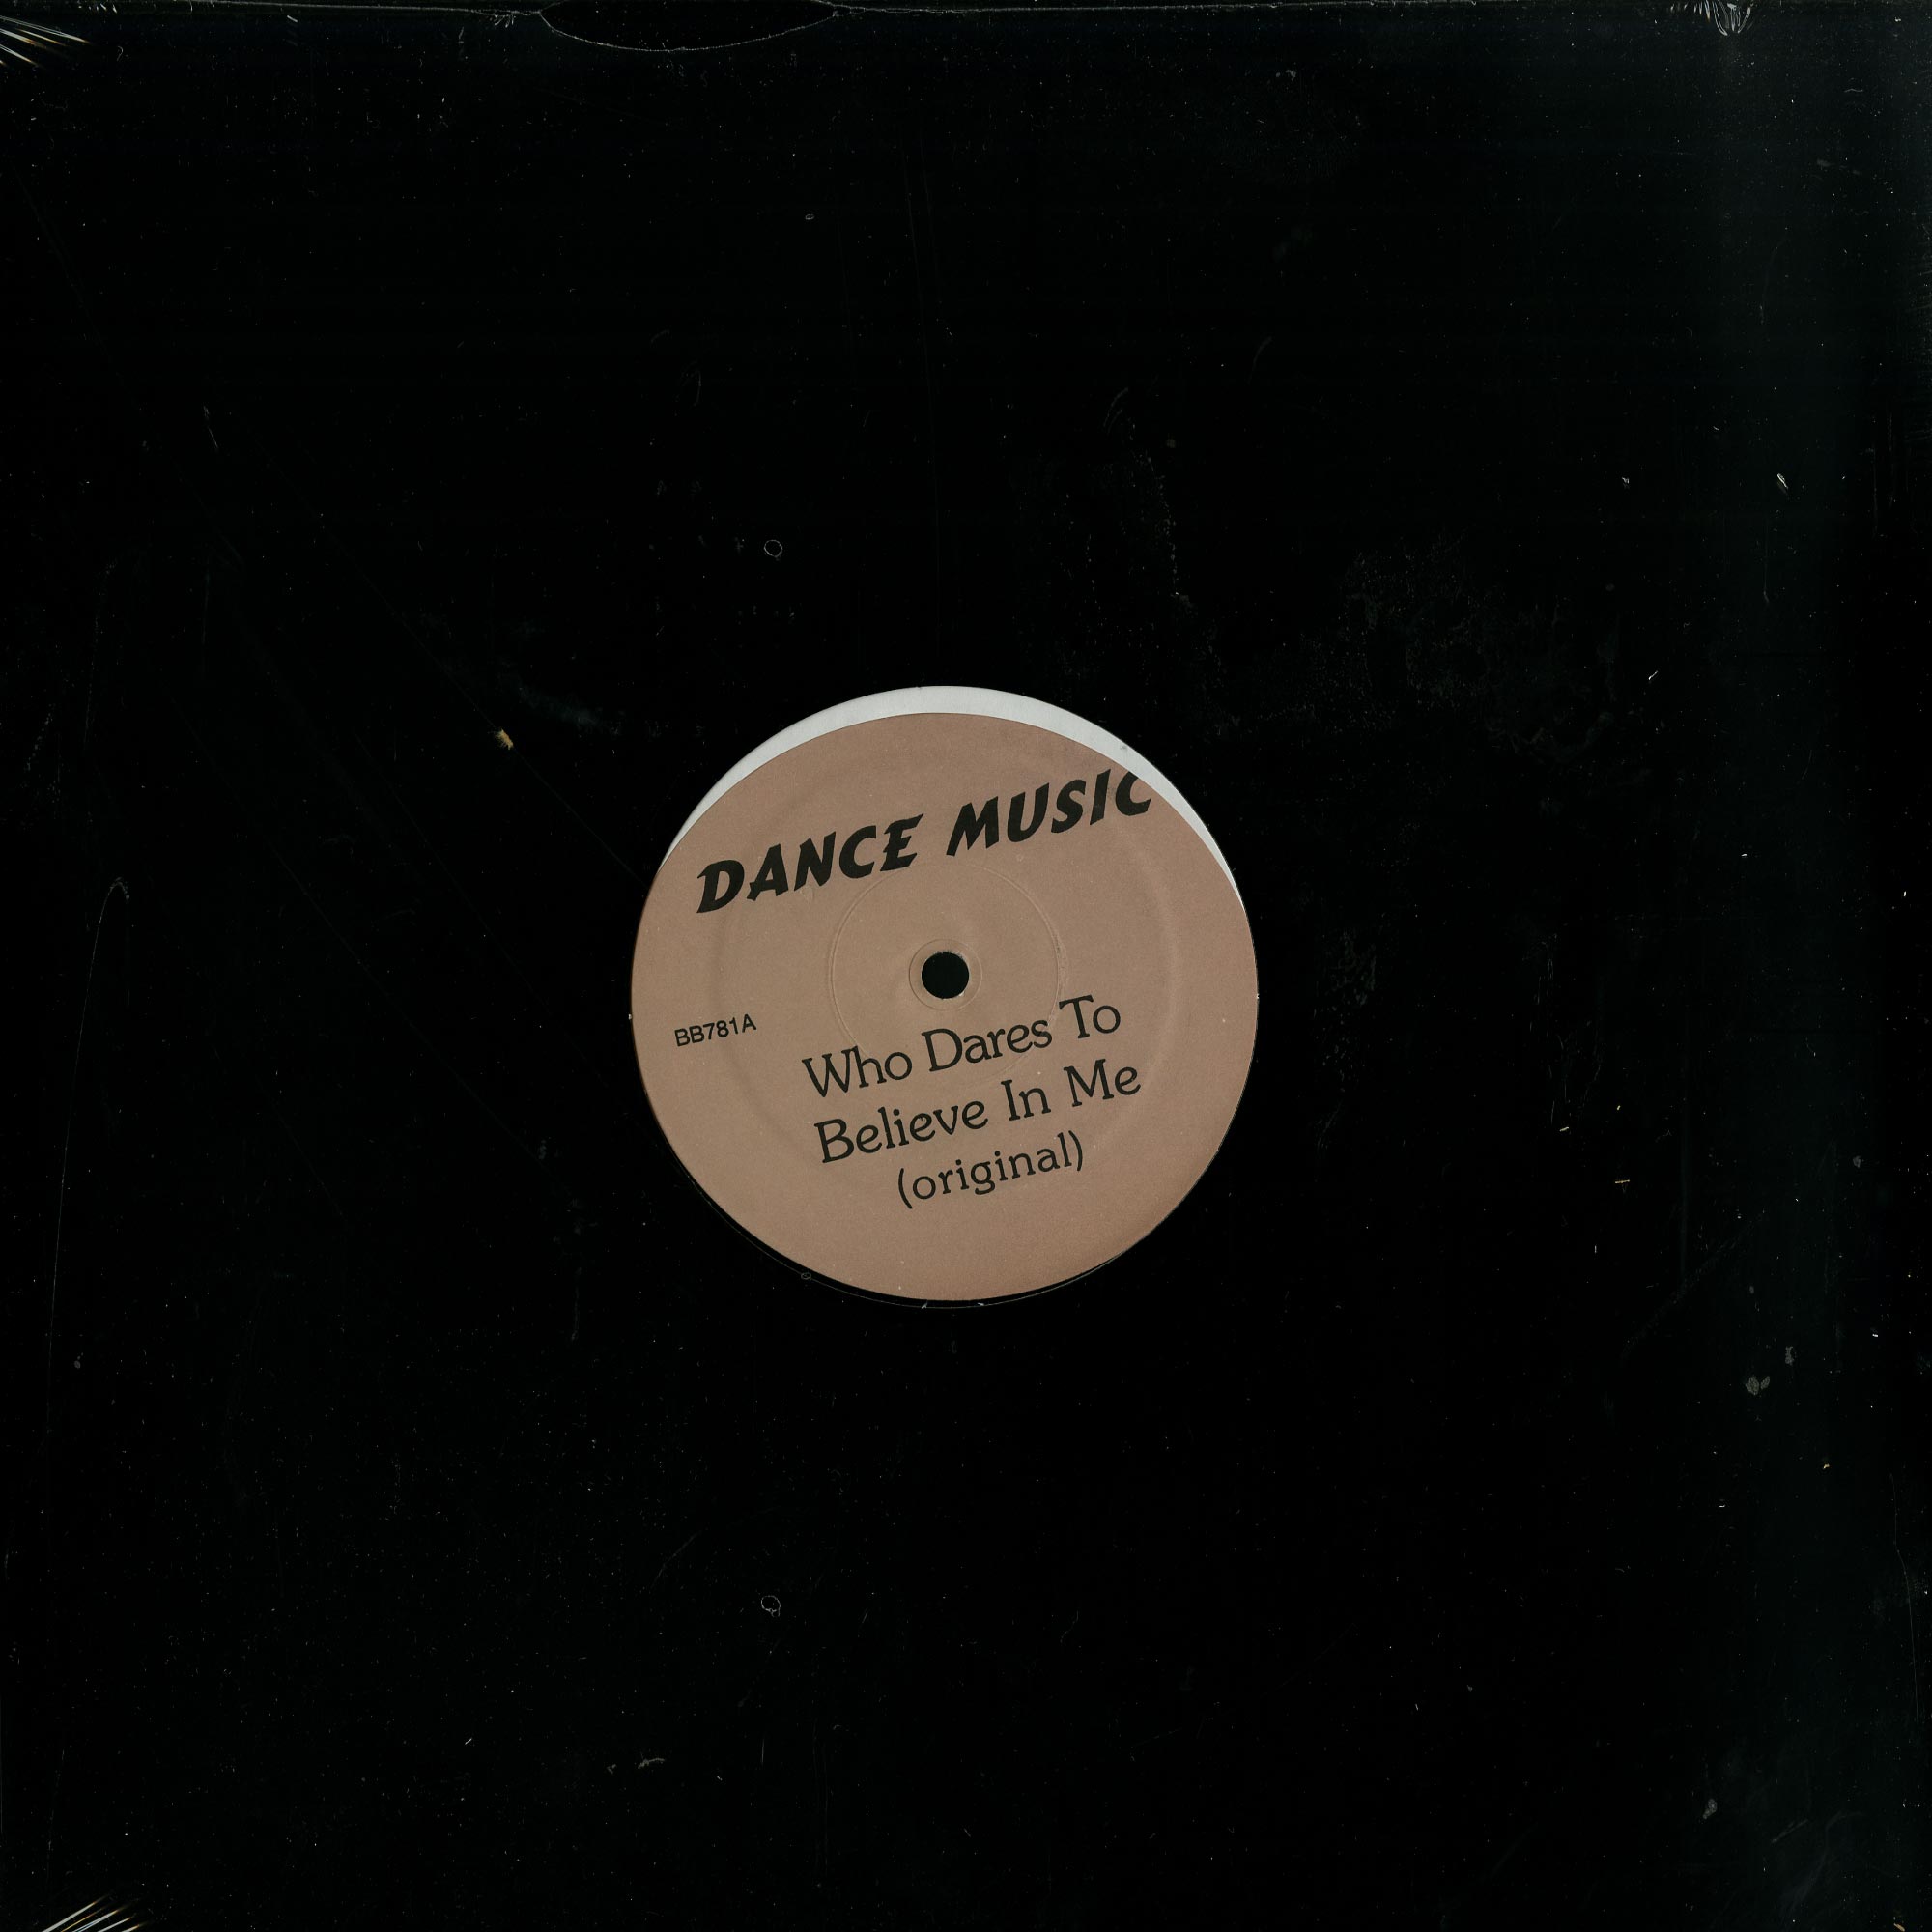 DANCE MUSIC
BB781A
Who Dares To
Believe In Me
(original)